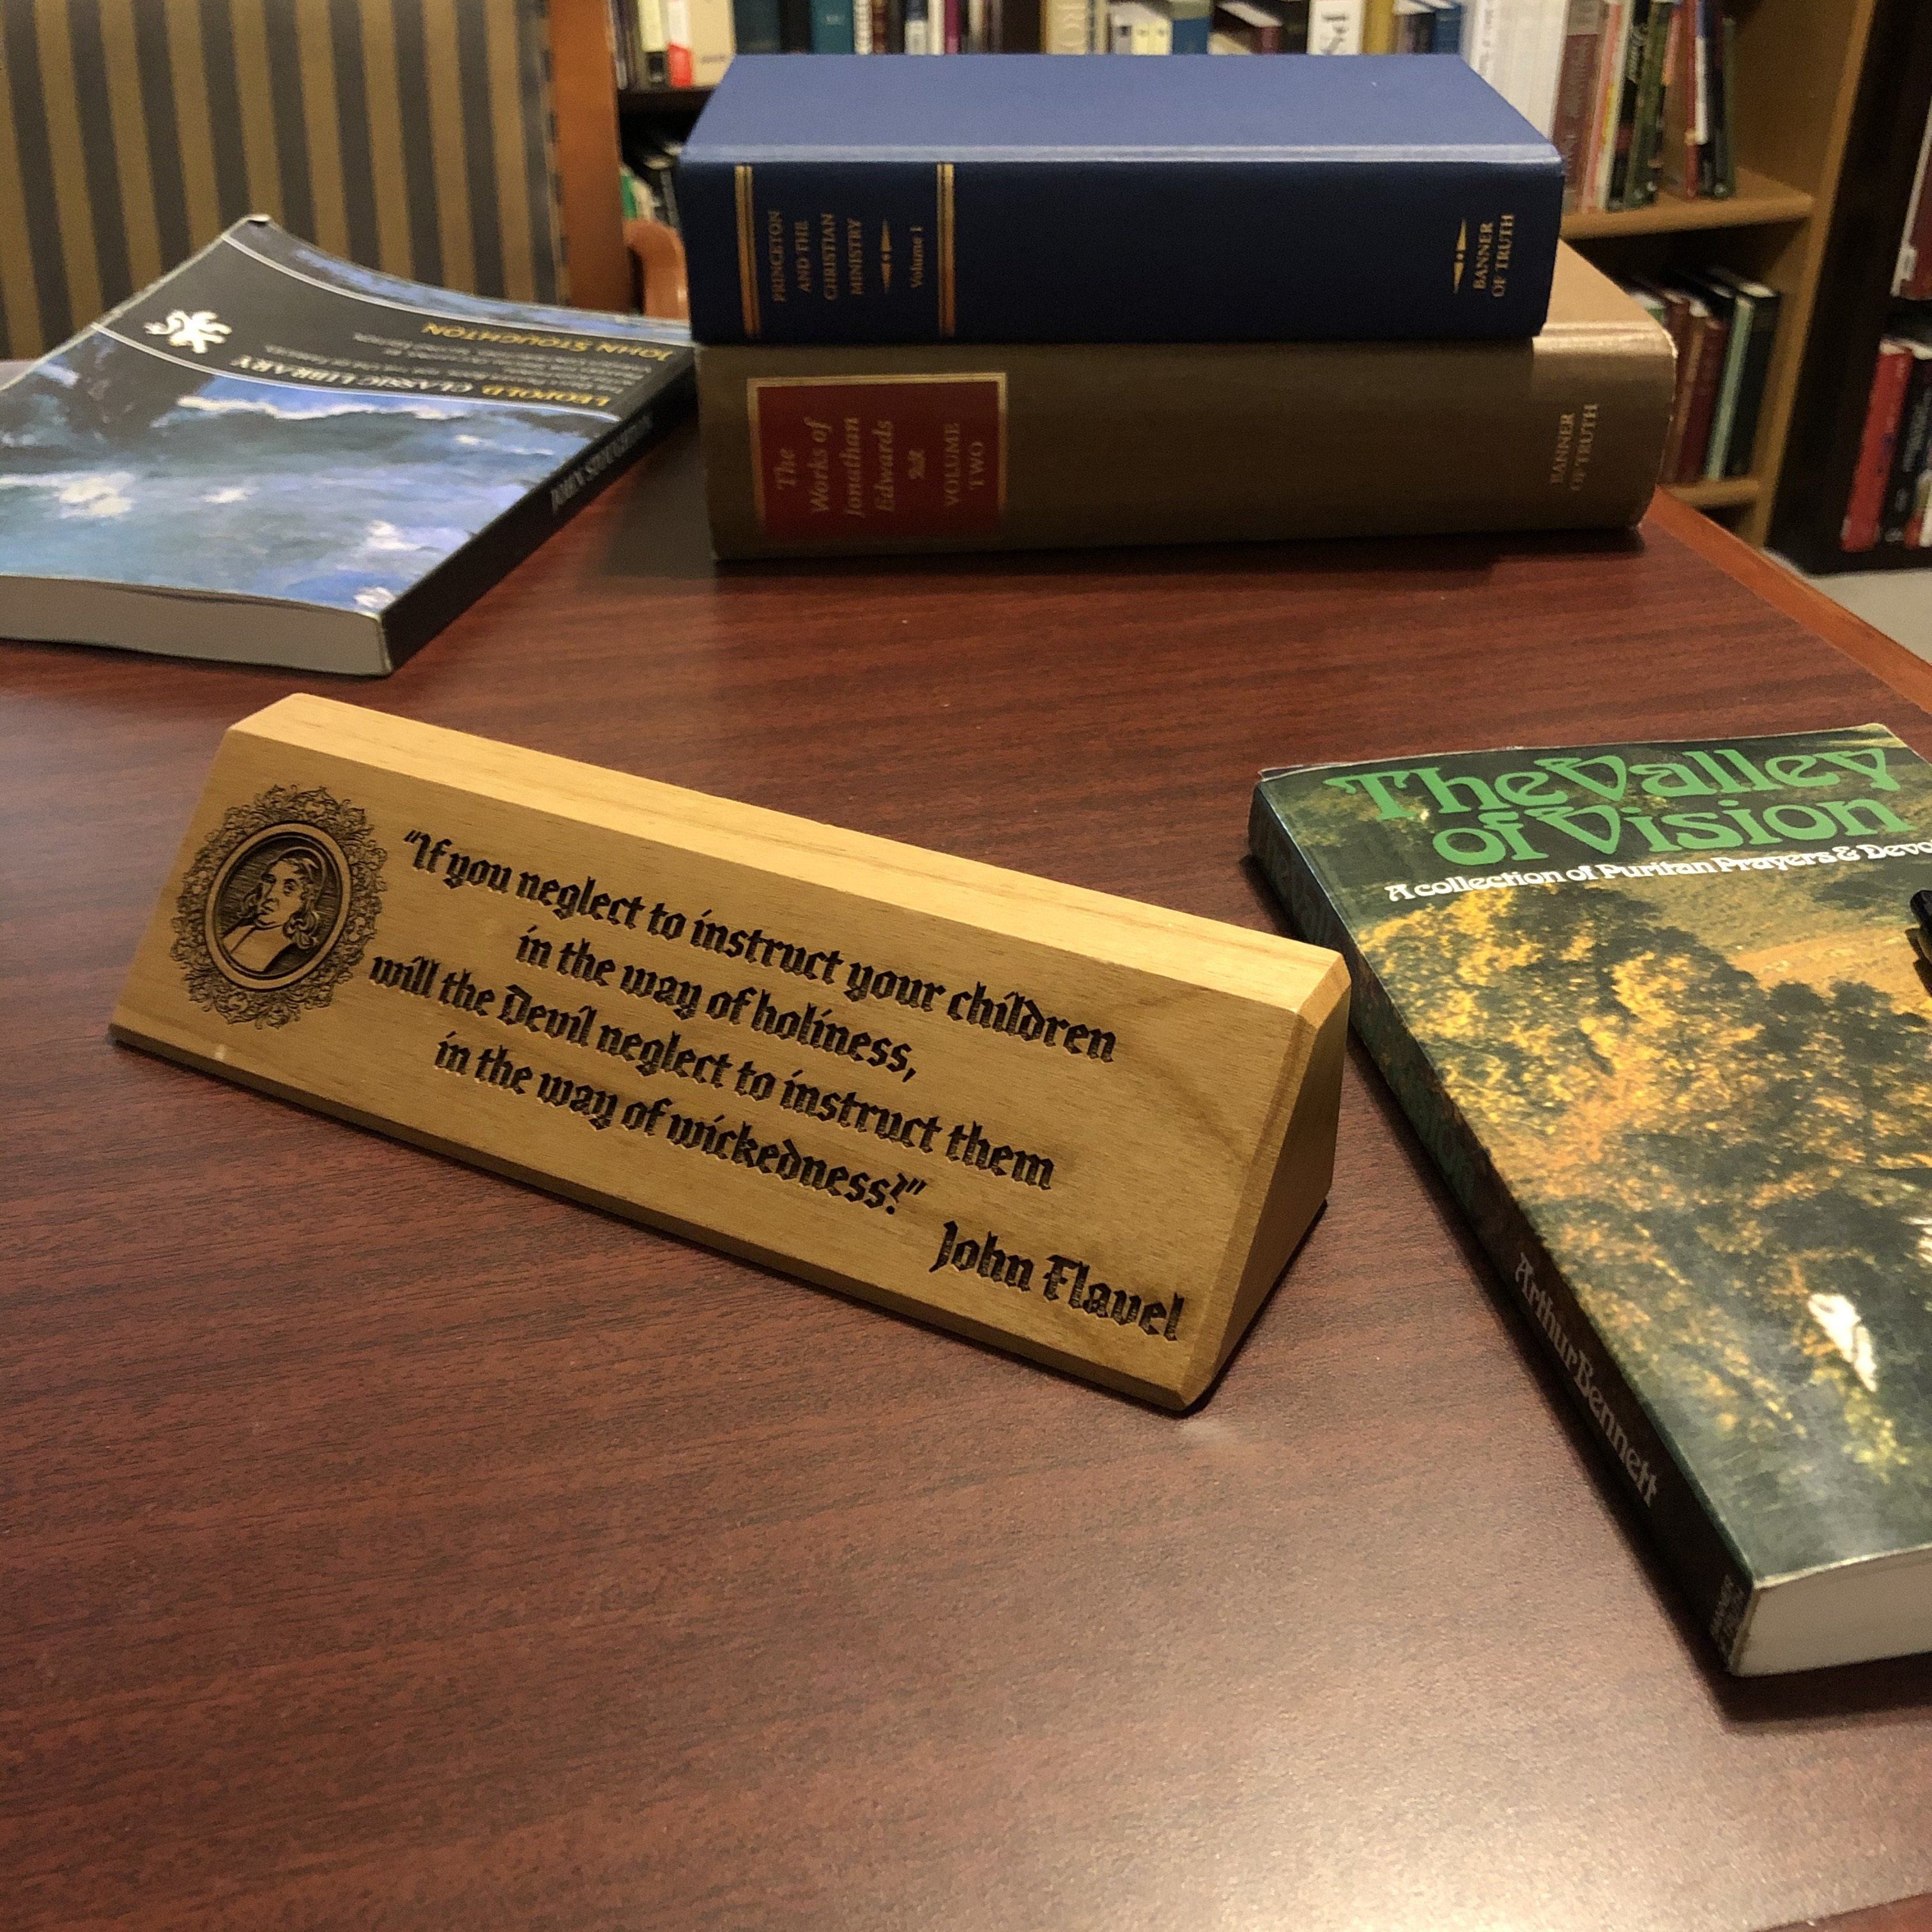 PRINCETON
AND THE
CHRISTIAN
MINISTRY
Volume 1
BANNER
OF TRUTH
The
Works of
Jonathan
Edwards
VOLUME
TWO
BANNER
OF TRUTH
LEOPOLD CLASSIC LIBRARY
JOHN STOUGHTON
JOHN STOUGHTON
"If you neglect to instruct your children
in the way of holiness,
will the Devil neglect to instruct them
in the way of wickedness?"
John Flavel
The Valley
of Vision
A collection of Puritan Prayers & Devo
Arthur Bennett